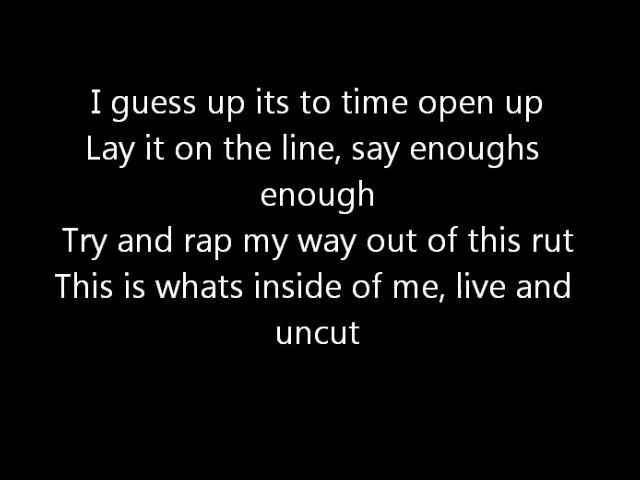 I guess up its to time open up
Lay it on the line, say enoughs
enough
Try and rap my way out of this rut
This is whats inside of me, live and
uncut